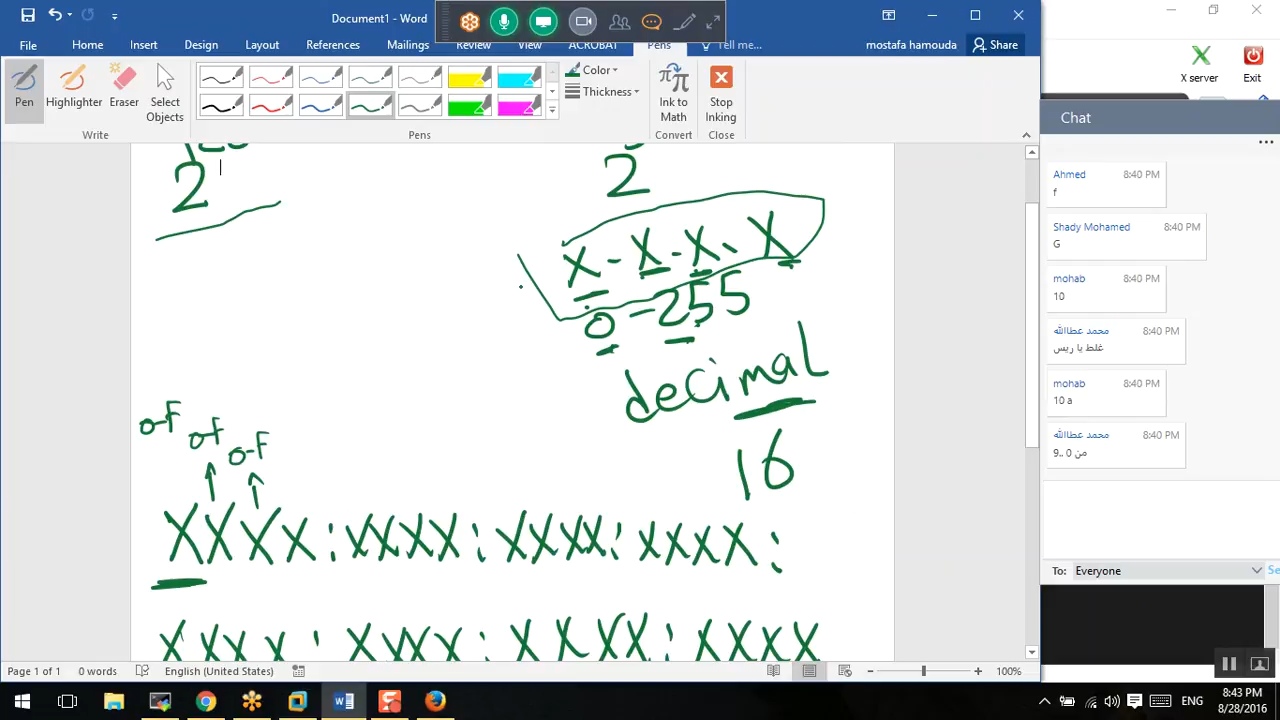 Document1 - Word
File Home Insert Design Layout References Mailings Review ACROBAT Pens Tell me... mostafa hamouda Share
Pen Highlighter Eraser Select Objects
Color
Thickness
Ink to Math
Stop Inking
Write Pens Convert Close
X server Exit
Chat
Ahmed 8:40 PM
f
Shady Mohamed 8:40 PM
G
mohab 8:40 PM
10
محمد عطاالله 8:40 PM
غلط يا ريس
mohab 8:40 PM
10 a
محمد عطاالله 8:40 PM
من 0 ..9
To: Everyone
2
2
X - X - X - X
0 - 255
decimal
16
0-F 0-F 0-F
XXXX : XXXX : XXXX : XXXX :
XXXX : XXXX : XXXX : XXXX
Page 1 of 1 0 words English (United States) 100%
ENG 8:43 PM
8/28/2016